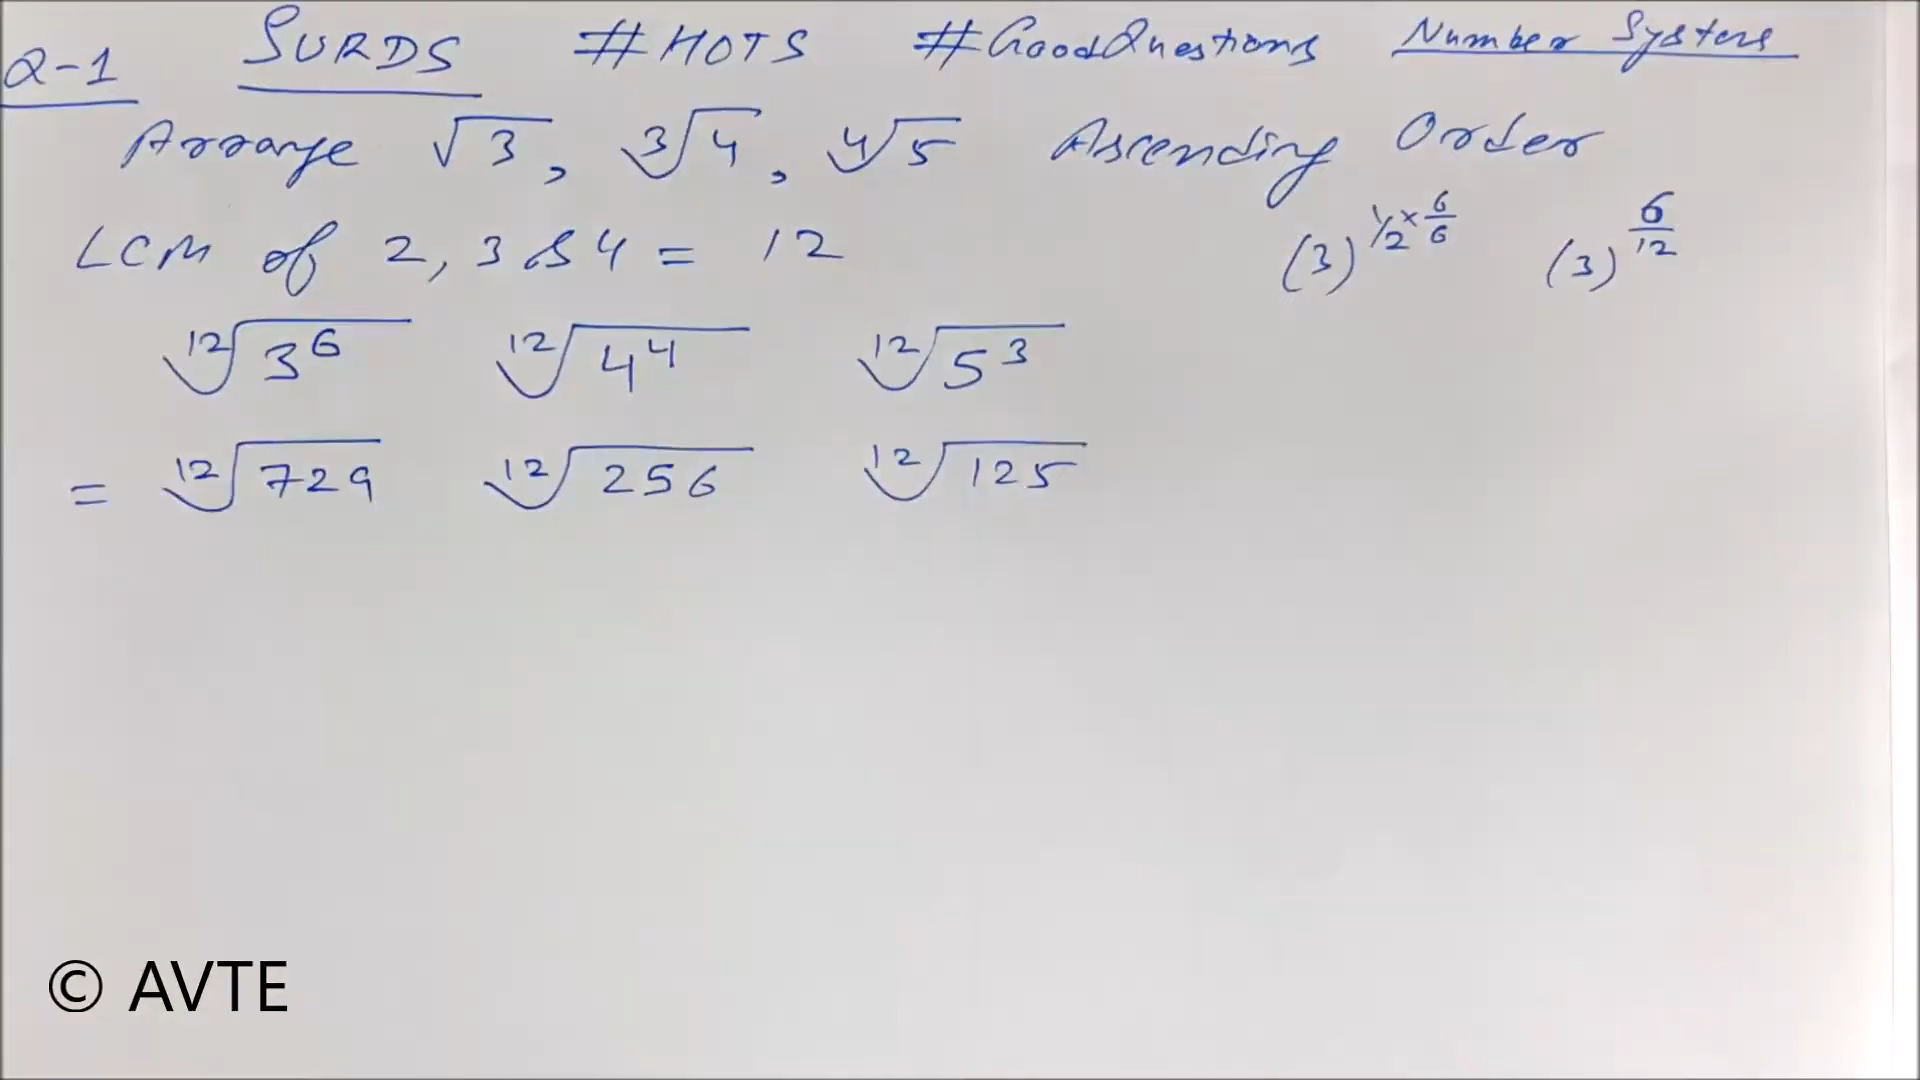 Q-1 SURDS #HOTS #GoodQuestions Number System
Arrange √3, ³√4, ⁴√5 Ascending Order
LCM of 2, 3 & 4 = 12 (3)^½×6/6 (3)^6/12
¹²√3⁶ ¹²√4⁴ ¹²√5³
= ¹²√729 ¹²√256 ¹²√125
© AVTE